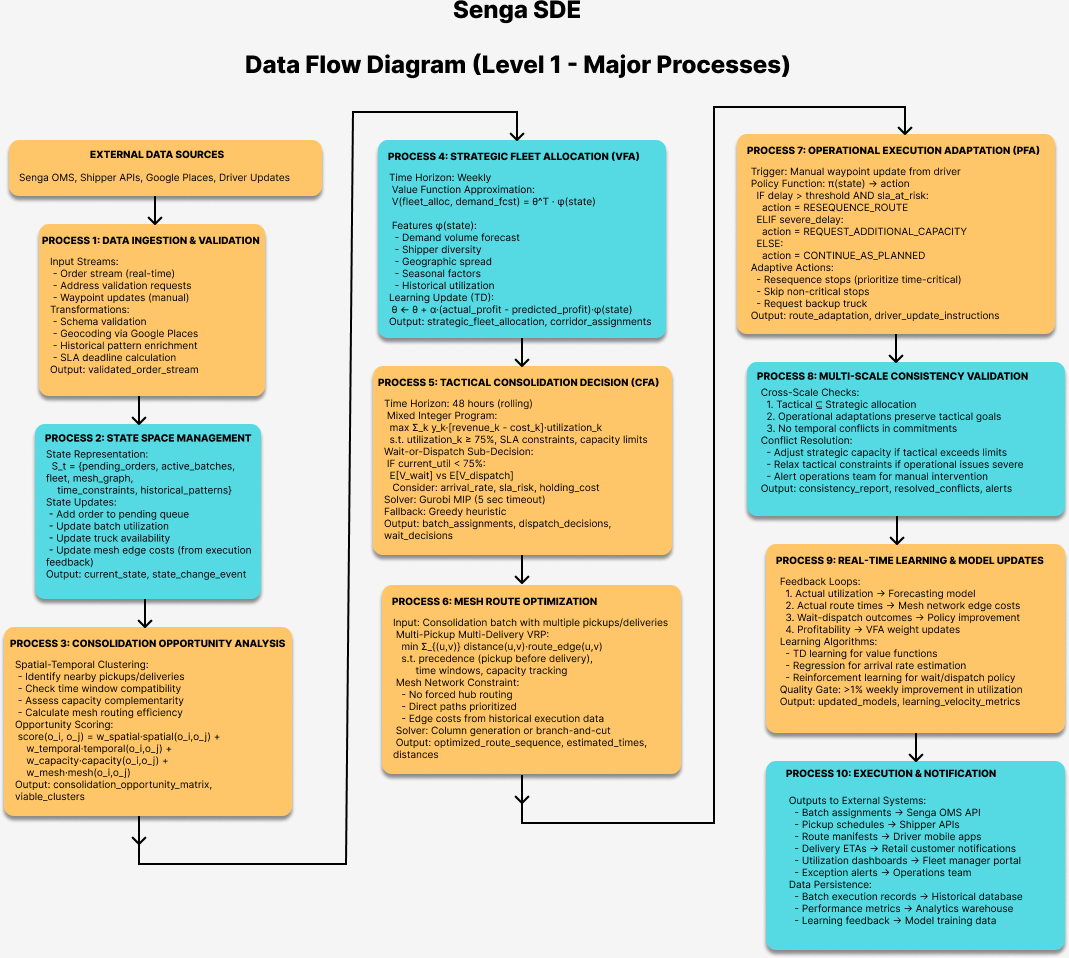 Senga SDE
Data Flow Diagram (Level 1 - Major Processes)
EXTERNAL DATA SOURCES
Senga OMS, Shipper APIs, Google Places, Driver Updates
PROCESS 1: DATA INGESTION & VALIDATION
Input Streams:
- Order stream (real-time)
- Address validation requests
- Waypoint updates (manual)
Transformations:
- Schema validation
- Geocoding via Google Places
- Historical pattern enrichment
- SLA deadline calculation
Output: validated_order_stream
PROCESS 2: STATE SPACE MANAGEMENT
State Representation:
S_t = {pending_orders, active_batches,
fleet, mesh_graph,
time_constraints, historical_patterns}
State Updates:
- Add order to pending queue
- Update batch utilization
- Update truck availability
- Update mesh edge costs (from execution
feedback)
Output: current_state, state_change_event
PROCESS 3: CONSOLIDATION OPPORTUNITY ANALYSIS
Spatial-Temporal Clustering:
- Identify nearby pickups/deliveries
- Check time window compatibility
- Assess capacity complementarity
- Calculate mesh routing efficiency
Opportunity Scoring:
score(o_i, o_j) = w_spatial·spatial(o_i,o_j) +
w_temporal·temporal(o_i,o_j) +
w_capacity·capacity(o_i,o_j) +
w_mesh·mesh(o_i,o_j)
Output: consolidation_opportunity_matrix,
viable_clusters
PROCESS 4: STRATEGIC FLEET ALLOCATION (VFA)
Time Horizon: Weekly
Value Function Approximation:
V(fleet_alloc, demand_fcst) = θ^T · φ(state)
Features φ(state):
- Demand volume forecast
- Shipper diversity
- Geographic spread
- Seasonal factors
- Historical utilization
Learning Update (TD):
θ ← θ + α·(actual_profit - predicted_profit)·φ(state)
Output: strategic_fleet_allocation, corridor_assignments
PROCESS 5: TACTICAL CONSOLIDATION DECISION (CFA)
Time Horizon: 48 hours (rolling)
Mixed Integer Program:
max Σ_k y_k·[revenue_k - cost_k]·utilization_k
s.t. utilization_k ≥ 75%, SLA constraints, capacity limits
Wait-or-Dispatch Sub-Decision:
IF current_util < 75%:
E[V_wait] vs E[V_dispatch]
Consider: arrival_rate, sla_risk, holding_cost
Solver: Gurobi MIP (5 sec timeout)
Fallback: Greedy heuristic
Output: batch_assignments, dispatch_decisions,
wait_decisions
PROCESS 6: MESH ROUTE OPTIMIZATION
Input: Consolidation batch with multiple pickups/deliveries
Multi-Pickup Multi-Delivery VRP:
min Σ_{(u,v)} distance(u,v)·route_edge(u,v)
s.t. precedence (pickup before delivery),
time windows, capacity tracking
Mesh Network Constraint:
- No forced hub routing
- Direct paths prioritized
- Edge costs from historical execution data
Solver: Column generation or branch-and-cut
Output: optimized_route_sequence, estimated_times,
distances
PROCESS 7: OPERATIONAL EXECUTION ADAPTATION (PFA)
Trigger: Manual waypoint update from driver
Policy Function: π(state) → action
IF delay > threshold AND sla_at_risk:
action = RESEQUENCE_ROUTE
ELIF severe_delay:
action = REQUEST_ADDITIONAL_CAPACITY
ELSE:
action = CONTINUE_AS_PLANNED
Adaptive Actions:
- Resequence stops (prioritize time-critical)
- Skip non-critical stops
- Request backup truck
Output: route_adaptation, driver_update_instructions
PROCESS 8: MULTI-SCALE CONSISTENCY VALIDATION
Cross-Scale Checks:
1. Tactical ⊆ Strategic allocation
2. Operational adaptations preserve tactical goals
3. No temporal conflicts in commitments
Conflict Resolution:
- Adjust strategic capacity if tactical exceeds limits
- Relax tactical constraints if operational issues severe
- Alert operations team for manual intervention
Output: consistency_report, resolved_conflicts, alerts
PROCESS 9: REAL-TIME LEARNING & MODEL UPDATES
Feedback Loops:
1. Actual utilization → Forecasting model
2. Actual route times → Mesh network edge costs
3. Wait-dispatch outcomes → Policy improvement
4. Profitability → VFA weight updates
Learning Algorithms:
- TD learning for value functions
- Regression for arrival rate estimation
- Reinforcement learning for wait/dispatch policy
Quality Gate: >1% weekly improvement in utilization
Output: updated_models, learning_velocity_metrics
PROCESS 10: EXECUTION & NOTIFICATION
Outputs to External Systems:
- Batch assignments → Senga OMS API
- Pickup schedules → Shipper APIs
- Route manifests → Driver mobile apps
- Delivery ETAs → Retail customer notifications
- Utilization dashboards → Fleet manager portal
- Exception alerts → Operations team
Data Persistence:
- Batch execution records → Historical database
- Performance metrics → Analytics warehouse
- Learning feedback → Model training data